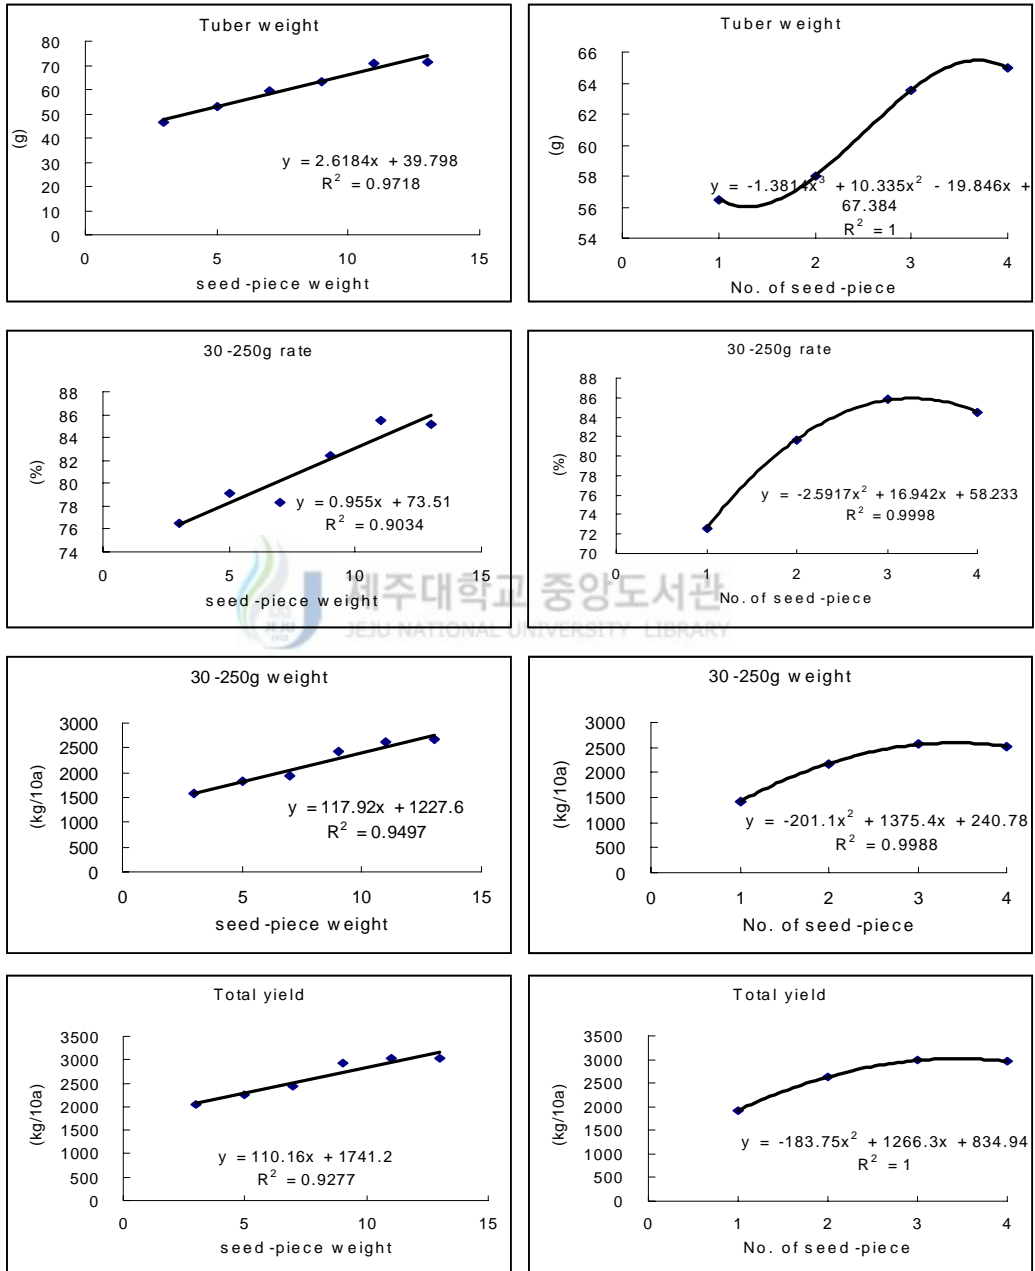 Tuber weight
80
70
60
50
40
30
20
10
0
(g)
y = 2.6184x + 39.798
R² = 0.9718
0 5 10 15
seed-piece weight
Tuber weight
66
64
62
60
58
56
54
(g)
y = -1.3814x³ + 10.335x² - 19.846x +
67.384
R² = 1
0 1 2 3 4
No. of seed-piece
30-250g rate
88
86
84
82
80
78
76
74
(%)
y = 0.955x + 73.51
R² = 0.9034
0 5 10 15
seed-piece weight
30-250g rate
88
86
84
82
80
78
76
74
72
70
(%)
y = -2.5917x² + 16.942x + 58.233
R² = 0.9998
0 1 2 3 4
No. of seed-piece
제주대학교 중앙도서관
JEJU NATIONAL UNIVERSITY LIBRARY
JEJU
1952
30-250g weight
3000
2500
2000
1500
1000
500
0
(kg/10a)
y = 117.92x + 1227.6
R² = 0.9497
0 5 10 15
seed-piece weight
30-250g weight
3000
2500
2000
1500
1000
500
0
(kg/10a)
y = -201.1x² + 1375.4x + 240.78
R² = 0.9988
0 1 2 3 4
No. of seed-piece
Total yield
3500
3000
2500
2000
1500
1000
500
0
(kg/10a)
y = 110.16x + 1741.2
R² = 0.9277
0 5 10 15
seed-piece weight
Total yield
3500
3000
2500
2000
1500
1000
500
0
(kg/10a)
y = -183.75x² + 1266.3x + 834.94
R² = 1
0 1 2 3 4
No. of seed-piece